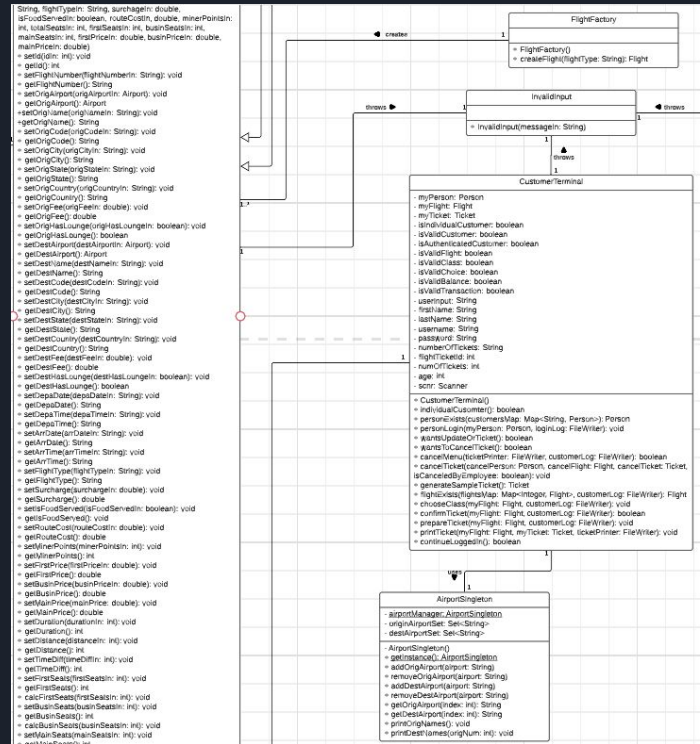 String, flightTypeIn: String, surchageIn: double,
isFoodServedIn: boolean, routeCostIn, double, minerPointsIn:
int, totalSeatsIn: int, firstSeatsIn: int, businSeatsIn: int,
mainSeatsIn: int, firstPriceIn: double, businPriceIn: double,
mainPriceIn: double)
+ setId(idIn: int): void
+ getId(): int
+ setFlightNumber(flightNumberIn: String): void
+ getFlightNumber(): String
+ setOrigAirport(origAirportIn: Airport): void
+ getOrigAirport(): Airport
+setOrigName(origNameIn: String): void
+getOrigName(): String
+ setOrigCode(origCodeIn: String): void
+ getOrigCode(): String
+ setOrigCity(origCityIn: String): void
+ getOrigCity(): String
+ setOrigState(origStateIn: String): void
+ getOrigState(): String
+ setOrigCountry(origCountryIn: String): void
+ getOrigCountry(): String
+ setOrigFee(origFeeIn: double): void
+ getOrigFee(): double
+ setOrigHasLounge(origHasLoungeIn: boolean): void
+ getOrigHasLounge(): boolean
+ setDestAirport(destAirportIn: Airport): void
+ getDestAirport(): Airport
+ setDestName(destNameIn: String): void
+ getDestName(): String
+ setDestCode(destCodeIn: String): void
+ getDestCode(): String
+ setDestCity(destCityIn: String): void
+ getDestCity(): String
+ setDestState(destStateIn: String): void
+ getDestState(): String
+ setDestCountry(destCountryIn: String): void
+ getDestCountry(): String
+ setDestFee(destFeeIn: double): void
+ getDestFee(): double
+ setDestHasLounge(destHasLoungeIn: boolean): void
+ getDestHasLounge(): boolean
+ setDepaDate(depaDateIn: String): void
+ getDepaDate(): String
+ setDepaTime(depaTimeIn: String): void
+ getDepaTime(): String
+ setArrDate(arrDateIn: String): void
+ getArrDate(): String
+ setArrTime(arrTimeIn: String): void
+ getArrTime(): String
+ setFlightType(flightTypeIn: String): void
+ getFlightType(): String
+ setSurcharge(surchargeIn: double): void
+ getSurcharge(): double
+ setIsFoodServed(isFoodServedIn: boolean): void
+ getIsFoodServed(): void
+ setRouteCost(routeCostIn: double): void
+ getRouteCost(): double
+ setMinerPoints(minerPointsIn: int): void
+ getMinerPoints(): int
+ setFirstPrice(firstPriceIn: double): void
+ getFirstPrice(): double
+ setBusinPrice(businPriceIn: double): void
+ getBusinPrice(): double
+ setMainPrice(mainPrice: double): void
+ getMainPrice(): double
+ setDuration(durationIn: int): void
+ getDuration(): int
+ setDistance(distanceIn: int): void
+ getDistance(): int
+ setTimeDiff(timeDiffIn: int): void
+ getTimeDiff(): int
+ setFirstSeats(firstSeatsIn: int): void
+ getFirstSeats(): int
+ calcFirstSeats(firstSeatsIn: int): void
+ setBusinSeats(businSeatsIn: int): void
+ getBusinSeats(): int
+ calcBusinSeats(businSeatsIn: int): void
+ setMainSeats(mainSeatsIn: int): void
creates
1
1
FlightFactory
+ FlightFactory()
+ createFlight(flightType: String): Flight
throws
1
1
InvalidInput
+ InvalidInput(messageIn: String)
throws
1
1
throws
1
CustomerTerminal
- myPerson: Person
- myFlight: Flight
- myTicket: Ticket
- isIndividualCustomer: boolean
- isValidCustomer: boolean
- isAuthenticatedCustomer: boolean
- isValidFlight: boolean
- isValidClass: boolean
- isValidChoice: boolean
- isValidBalance: boolean
- isValidTransaction: boolean
- userInput: String
- firstName: String
- lastName: String
- username: String
- password: String
- numberOfTickets: String
- flightTicketId: int
- numOfTickets: int
- age: int
- scnr: Scanner
+ CustomerTerminal()
+ individualCusomter(): boolean
+ personExists(customersMap: Map<String, Person>): Person
+ personLogin(myPerson: Person, loginLog: FileWriter): void
+ wantsUpdateOrTicket(): boolean
+ wantsToCancelTicket(): boolean
+ cancelMenu(ticketPrinter: FileWriter, customerLog: FileWriter): boolean
+ cancelTicket(cancelPerson: Person, cancelFlight: Flight, cancelTicket: Ticket,
isCanceledByEmployee: boolean): void
+ generateSampleTicket(): Ticket
+ flightExists(flightsMap: Map<Integer, Flight>, customerLog: FileWriter): Flight
+ chooseClass(myFlight: Flight, customerLog: FileWriter): void
+ confirmTicket(myFlight: Flight, customerLog: FileWriter): boolean
+ prepareTicket(myFlight: Flight, customerLog: FileWriter): void
+ printTicket(myFlight: Flight, myTicket: Ticket, ticketPrinter: FileWriter): void
+ continueLoggedIn(): boolean
1
1
uses
1
AirportSingleton
- airportManager: AirportSingleton
- originAirportSet: Set<String>
- destAirportSet: Set<String>
- AirportSingleton()
+ getInstance(): AirportSingleton
+ addOrigAirport(airport: String)
+ removeOrigAirport(airport: String)
+ addDestAirport(airport: String)
+ removeDestAirport(airport: String)
+ getOrigAirport(index: int): String
+ getDestAirport(index: int): String
+ printOrigNames(): void
+ printDestNames(origNum: int): void